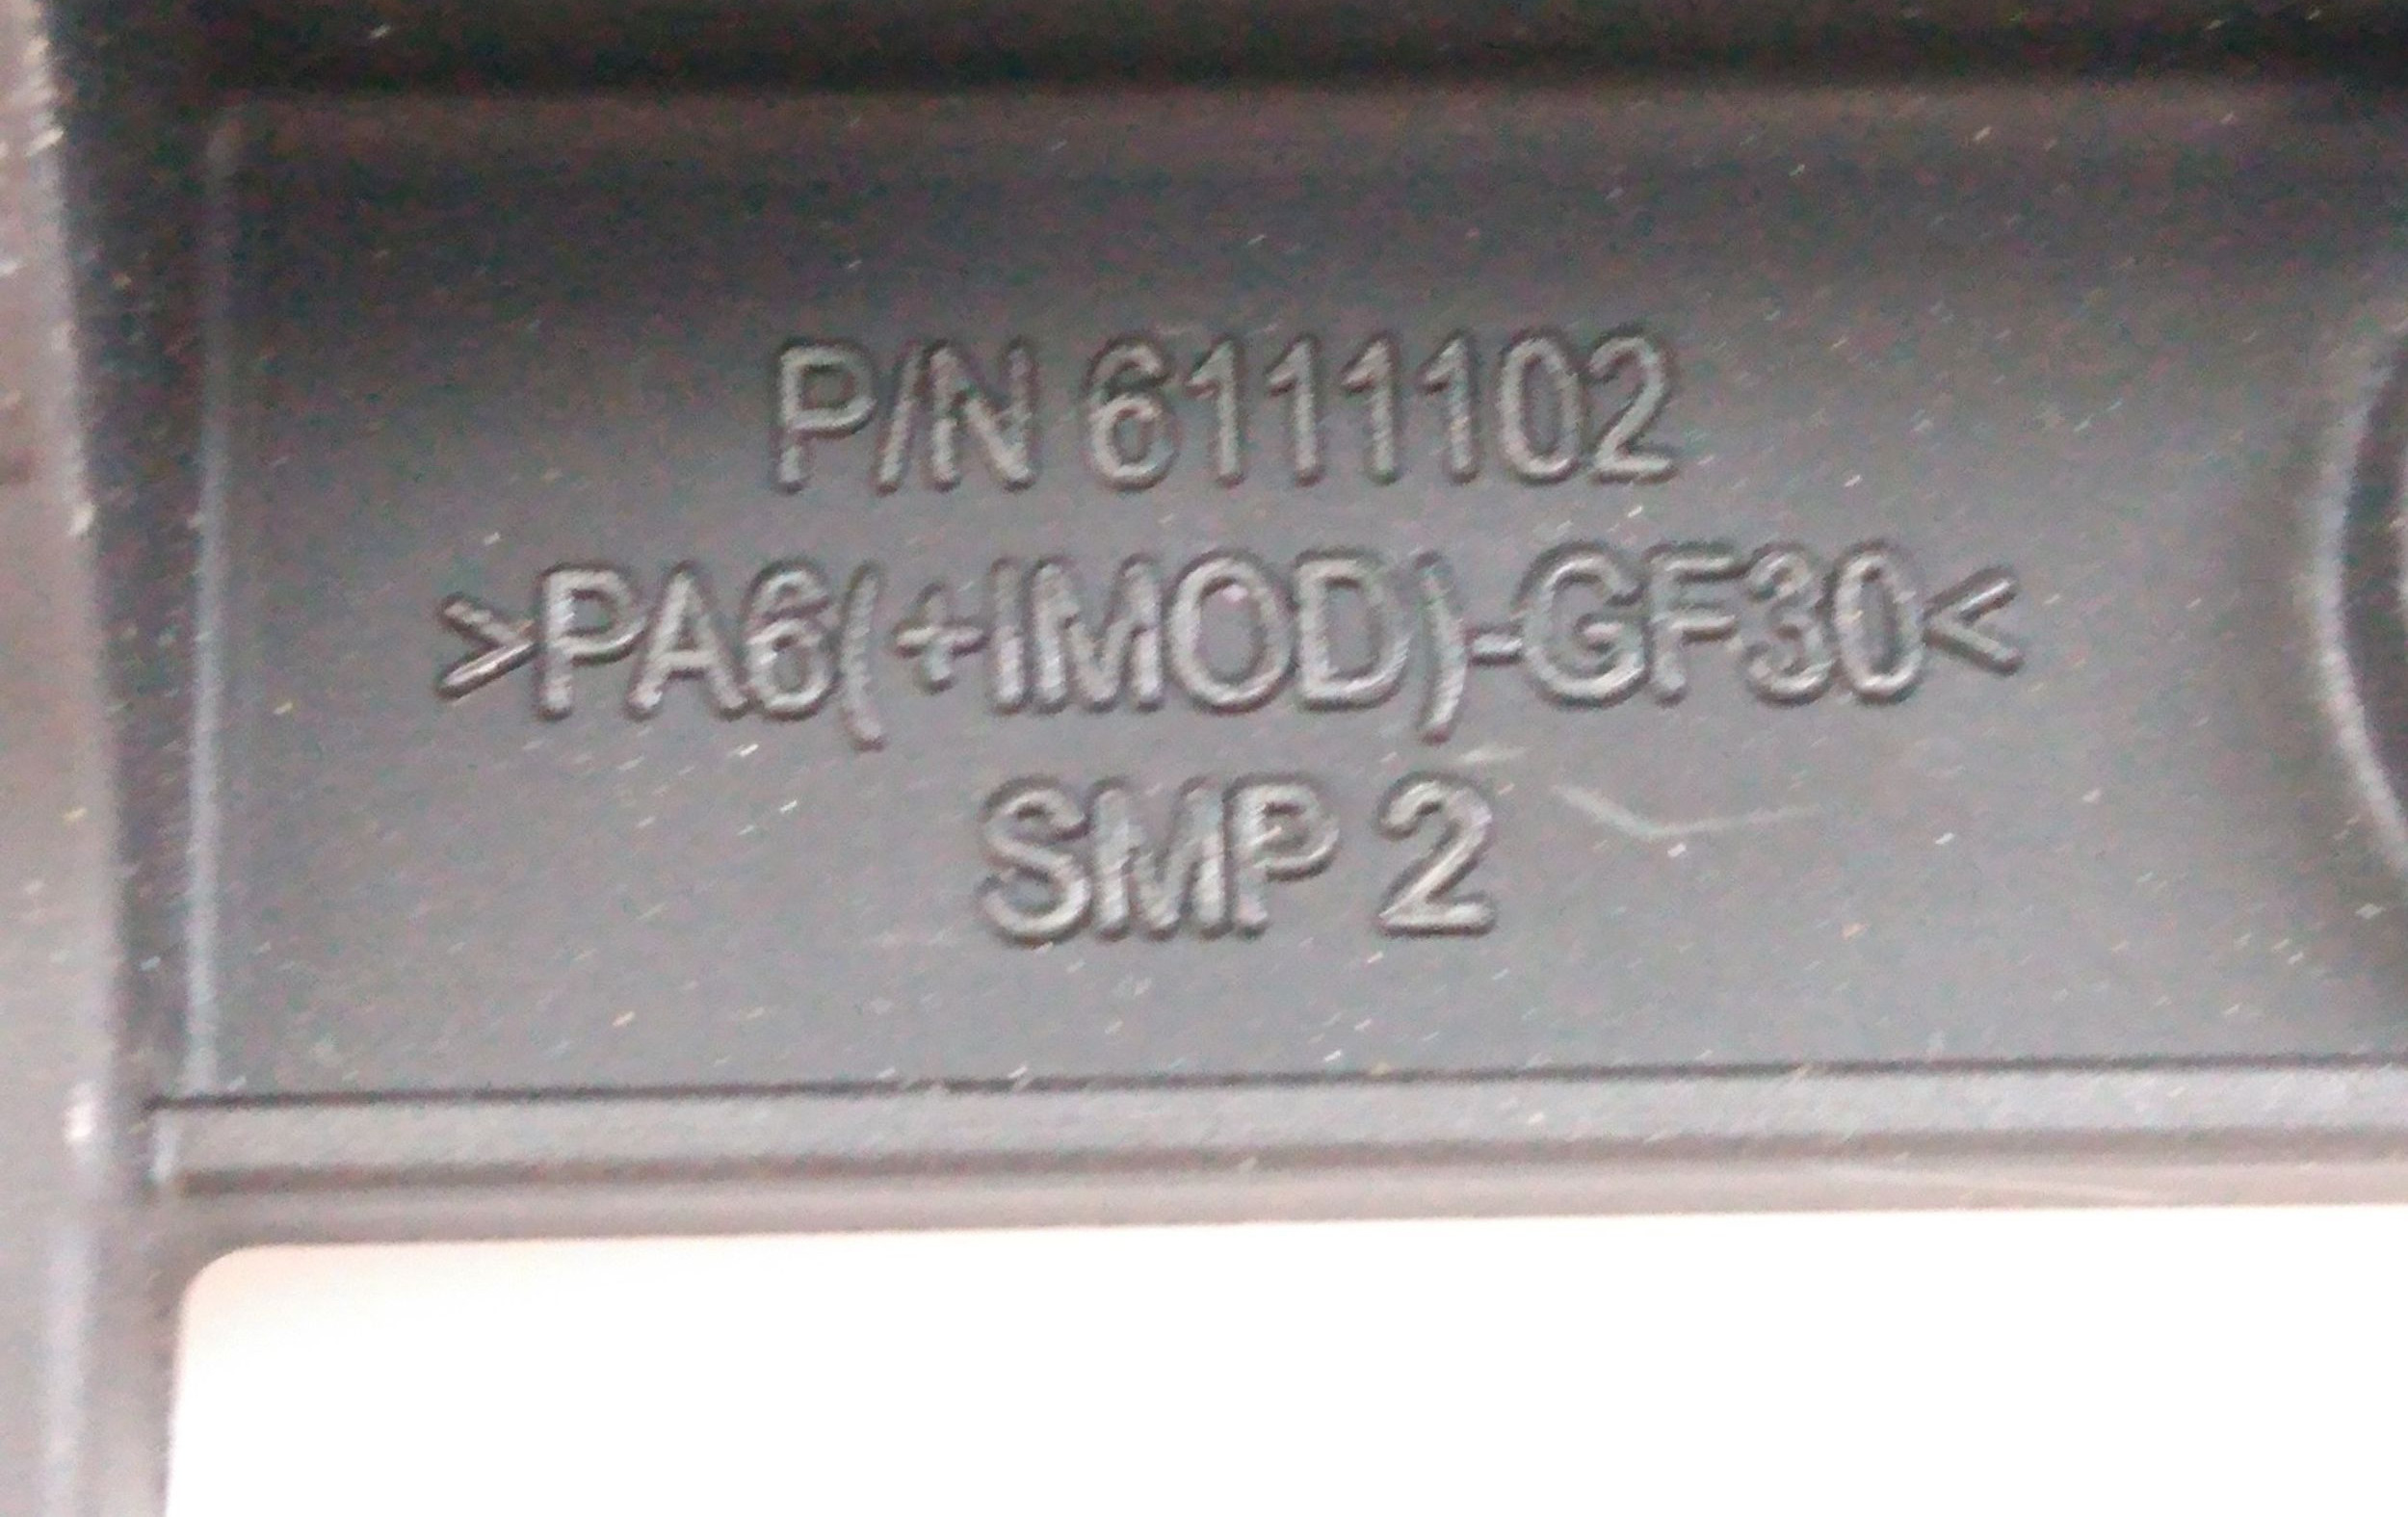 P/N 6111102
>PA6(+IMOD)-GF30<
SMP 2